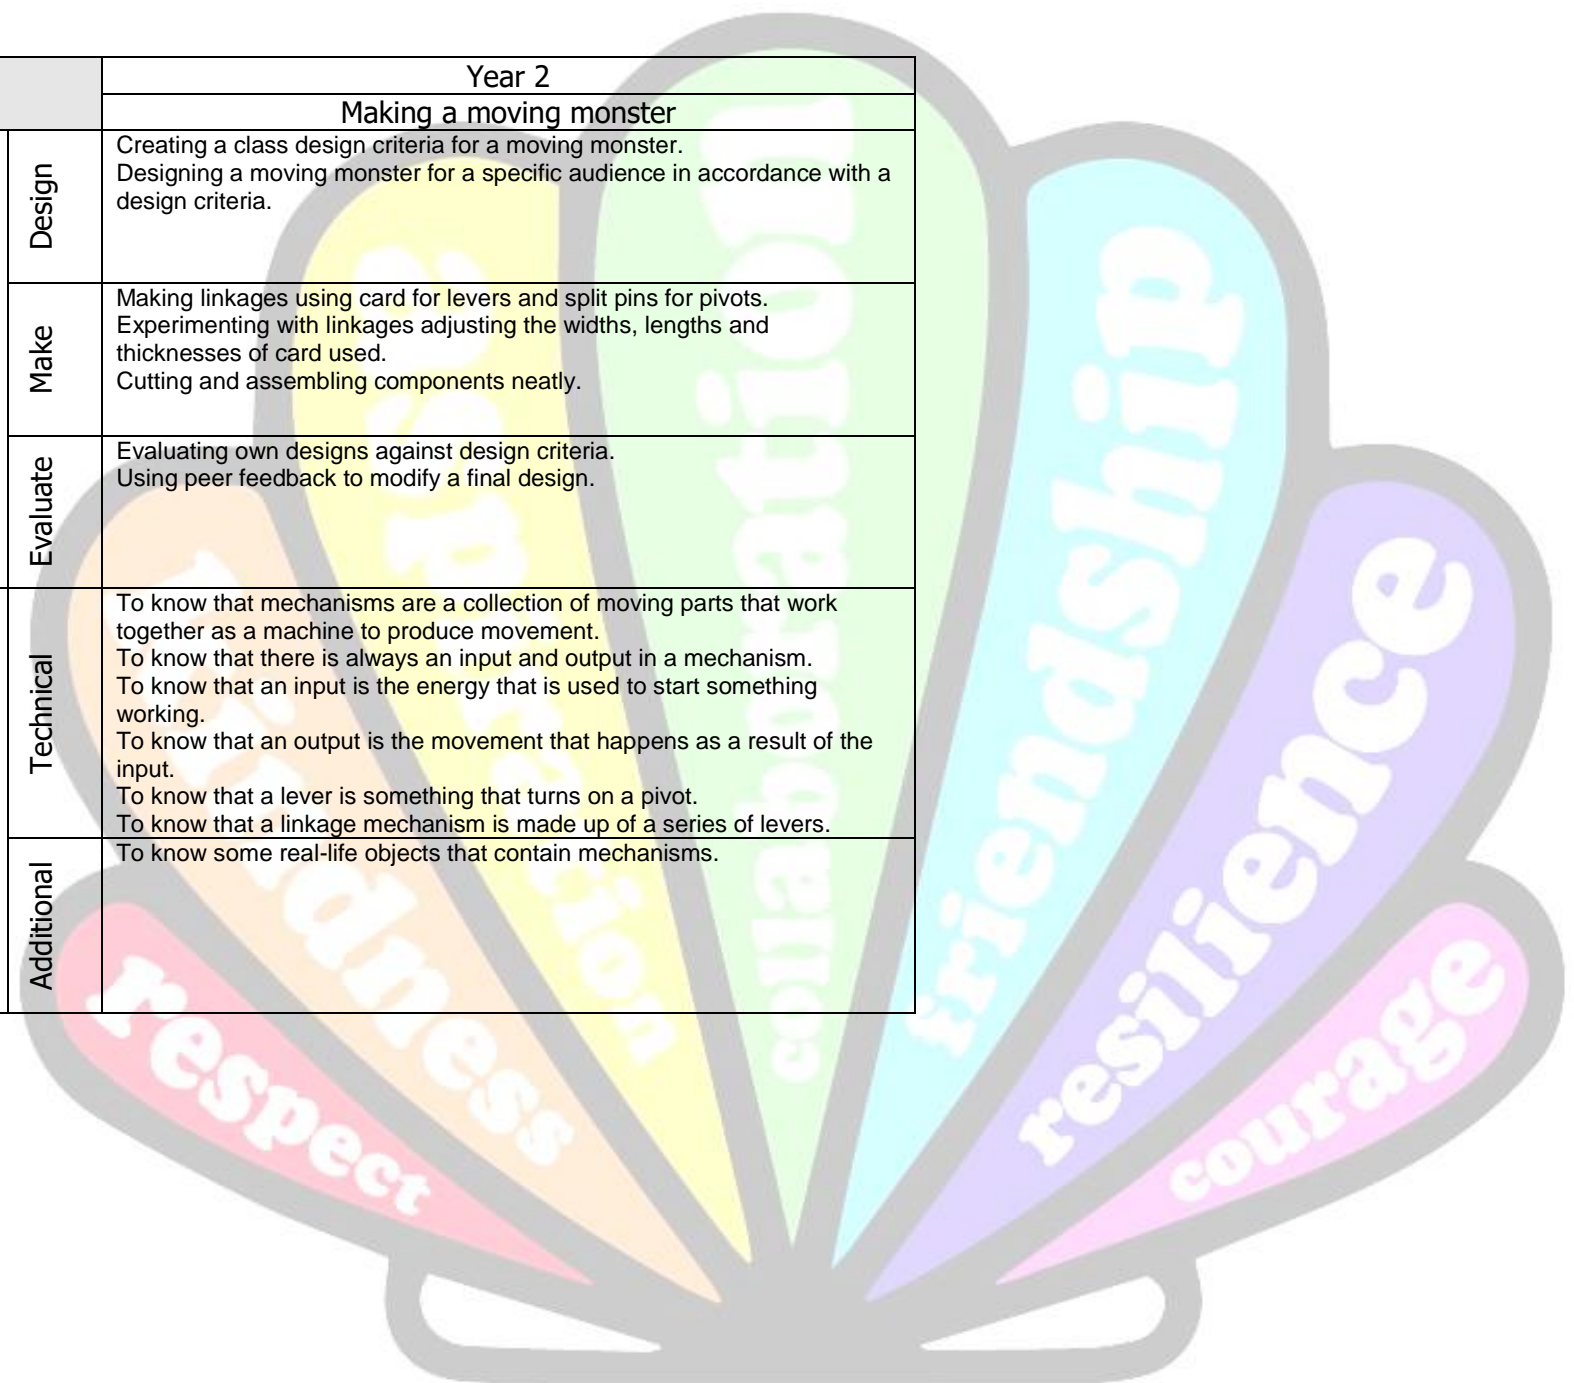 Year 2
Making a moving monster
Design
Creating a class design criteria for a moving monster.
Designing a moving monster for a specific audience in accordance with a
design criteria.
Make
Making linkages using card for levers and split pins for pivots.
Experimenting with linkages adjusting the widths, lengths and
thicknesses of card used.
Cutting and assembling components neatly.
Evaluate
Evaluating own designs against design criteria.
Using peer feedback to modify a final design.
Technical
To know that mechanisms are a collection of moving parts that work
together as a machine to produce movement.
To know that there is always an input and output in a mechanism.
To know that an input is the energy that is used to start something
working.
To know that an output is the movement that happens as a result of the
input.
To know that a lever is something that turns on a pivot.
To know that a linkage mechanism is made up of a series of levers.
Additional
To know some real-life objects that contain mechanisms.
respect
kindness
aspiration
collaboration
friendship
resilience
courage